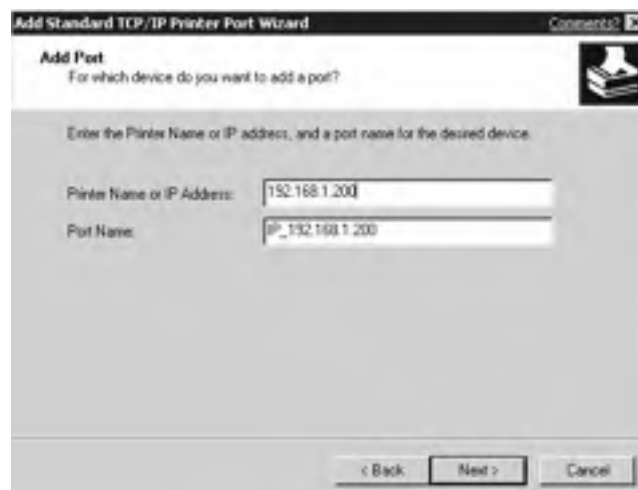 Add Standard TCP/IP Printer Port Wizard Comments?
Add Port
For which device do you want to add a port?
Enter the Printer Name or IP address, and a port name for the desired device.
Printer Name or IP Address: 192.168.1.200
Port Name: IP_192.168.1.200
< Back Next > Cancel